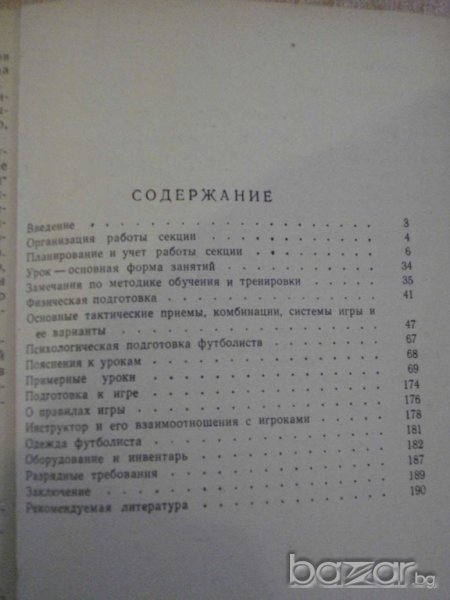 СОДЕРЖАНИЕ
Введение . . . . . . . . . . 3
Организация работы секции . . . . . . . . . . 4
Планирование и учет работы секции . . . . . . . . . . 6
Урок — основная форма занятий . . . . . . . . . . 34
Замечания по методике обучения и тренировки . . . . . . . . . . 35
Физическая подготовка . . . . . . . . . . 41
Основные тактические приемы, комбинации, системы игры и
ее варианты . . . . . . . . . . 47
Психологическая подготовка футболиств . . . . . . . . . . 67
Пояснения к урокам . . . . . . . . . . 68
Примерные уроки . . . . . . . . . . 69
Подготовка к игре . . . . . . . . . . 174
О правилах игры . . . . . . . . . . 176
Инструктор и его взаимоотношения с игроками . . . . . . . . . . 178
Одежда футболиста . . . . . . . . . . 181
Оборудование и инвентарь . . . . . . . . . . 182
Разрядные требования . . . . . . . . . . 187
Заключение . . . . . . . . . . 189
Рекомендуемая литература . . . . . . . . . . 190
bazar.bg